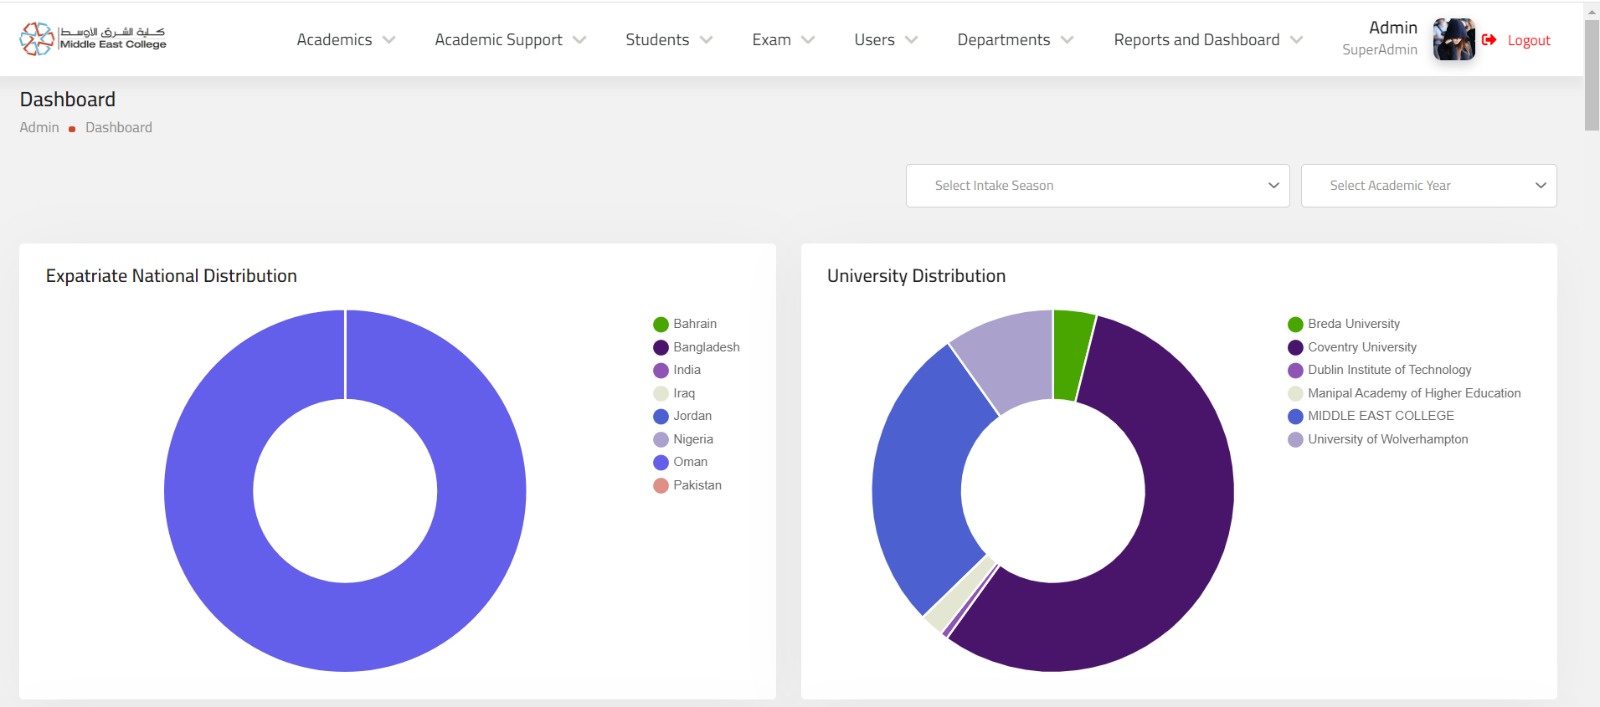 كلية الشرق الأوسط
Middle East College
Academics
Academic Support
Students
Exam
Users
Departments
Reports and Dashboard
Admin
SuperAdmin
Logout
Dashboard
Admin
Dashboard
Select Intake Season
Select Academic Year
Expatriate National Distribution
Bahrain
Bangladesh
India
Iraq
Jordan
Nigeria
Oman
Pakistan
University Distribution
Breda University
Coventry University
Dublin Institute of Technology
Manipal Academy of Higher Education
MIDDLE EAST COLLEGE
University of Wolverhampton